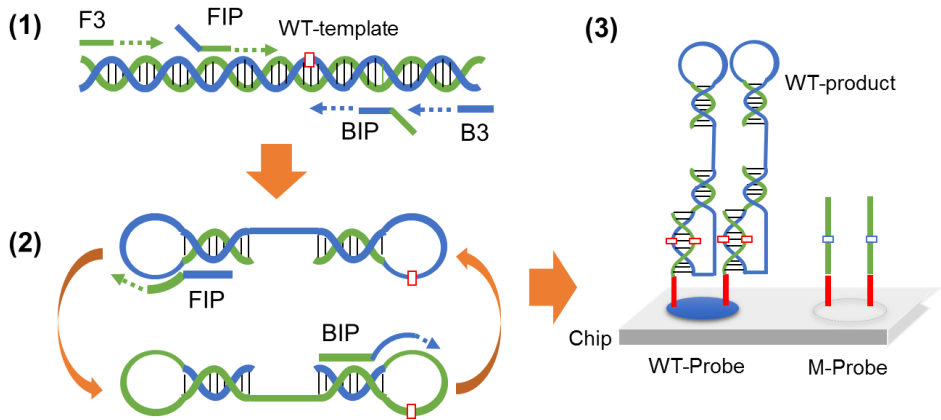 (1)
F3
FIP
WT-template
BIP
B3
(2)
FIP
BIP
(3)
WT-product
Chip
WT-Probe
M-Probe